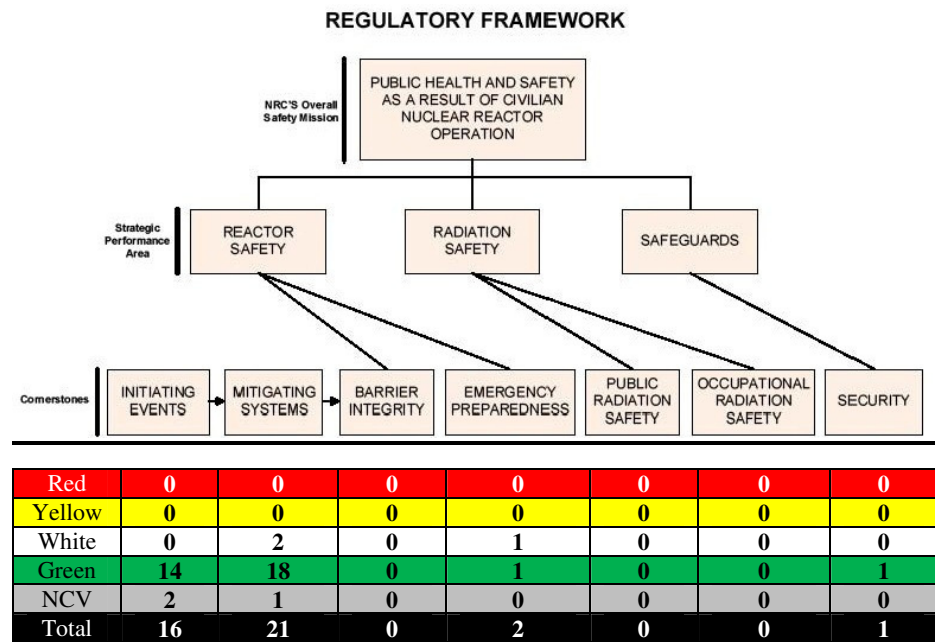 REGULATORY FRAMEWORK
NRC'S Overall
Safety Mission
PUBLIC HEALTH AND SAFETY
AS A RESULT OF CIVILIAN
NUCLEAR REACTOR
OPERATION
Strategic
Performance
Area
REACTOR
SAFETY
RADIATION
SAFETY
SAFEGUARDS
Cornerstones
INITIATING
EVENTS
MITIGATING
SYSTEMS
BARRIER
INTEGRITY
EMERGENCY
PREPAREDNESS
PUBLIC
RADIATION
SAFETY
OCCUPATIONAL
RADIATION
SAFETY
SECURITY
Red 0 0 0 0 0 0 0
Yellow 0 0 0 0 0 0 0
White 0 2 0 1 0 0 0
Green 14 18 0 1 0 0 1
NCV 2 1 0 0 0 0 0
Total 16 21 0 2 0 0 1